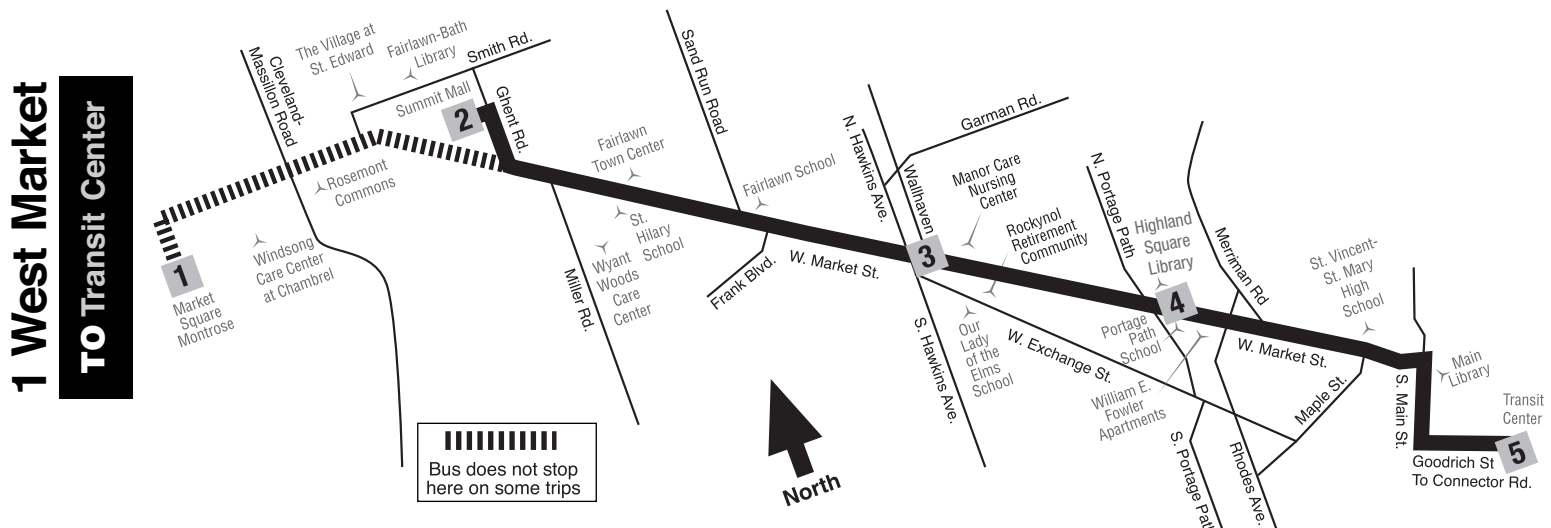 1 West Market
TO Transit Center
The Village at
St. Edward
Fairlawn-Bath
Library
Smith Rd.
Cleveland-
Massillon Road
Summit Mall
2
Ghent Rd.
Sand Run Road
Rosemont
Commons
Fairlawn
Town Center
Fairlawn School
1
Market
Square
Montrose
Windsong
Care Center
at Chambrel
St.
Hilary
School
Wyant
Woods
Care
Center
Miller Rd.
Frank Blvd.
W. Market St.
N. Hawkins Ave.
Garman Rd.
Wallhaven
3
Manor Care
Nursing
Center
Rockynol
Retirement
Community
N. Portage Path
Highland
Square
Library
4
Merriman Rd
St. Vincent-
St. Mary
High
School
S. Hawkins Ave.
Our
Lady
of the
Elms
School
W. Exchange St.
Portage
Path
School
William E.
Fowler
Apartments
W. Market St.
Maple St.
S. Portage Path
Rhodes Ave.
S. Main St.
Main
Library
Transit
Center
5
Goodrich St
To Connector Rd.
Bus does not stop
here on some trips
North